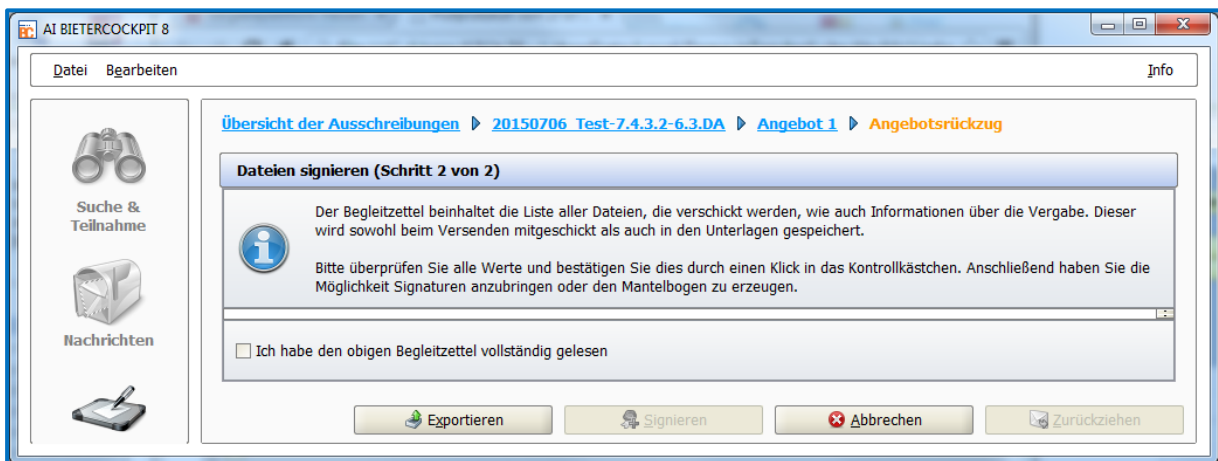 AI BIETERCOCKPIT 8
Datei Bearbeiten Info
Übersicht der Ausschreibungen 20150706_Test-7.4.3.2-6.3.DA Angebot 1 Angebotsrückzug
Dateien signieren (Schritt 2 von 2)
Suche &
Teilnahme
Der Begleitzettel beinhaltet die Liste aller Dateien, die verschickt werden, wie auch Informationen über die Vergabe. Dieser
wird sowohl beim Versenden mitgeschickt als auch in den Unterlagen gespeichert.
Bitte überprüfen Sie alle Werte und bestätigen Sie dies durch einen Klick in das Kontrollkästchen. Anschließend haben Sie die
Möglichkeit Signaturen anzubringen oder den Mantelbogen zu erzeugen.
Nachrichten
Ich habe den obigen Begleitzettel vollständig gelesen
Exportieren Signieren Abbrechen Zurückziehen